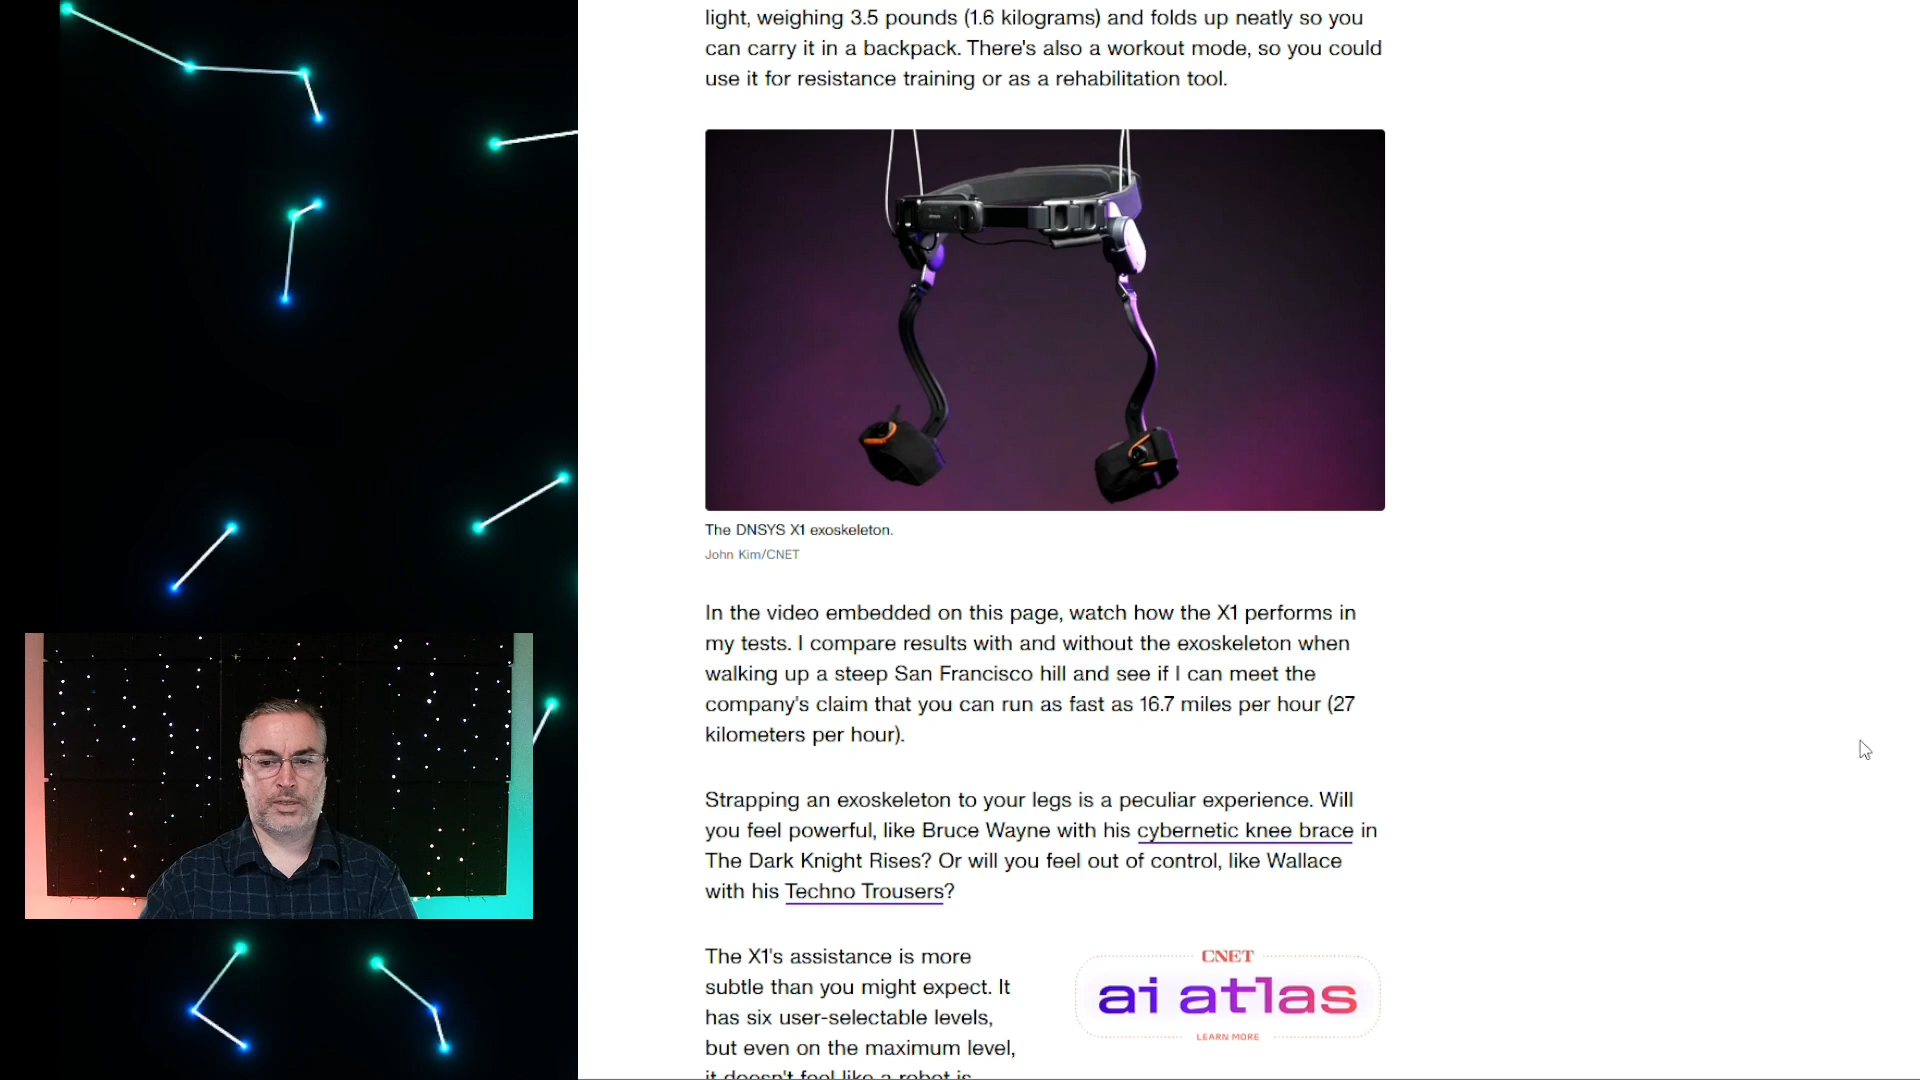 light, weighing 3.5 pounds (1.6 kilograms) and folds up neatly so you
can carry it in a backpack. There's also a workout mode, so you could
use it for resistance training or as a rehabilitation tool.
The DNSYS X1 exoskeleton.
John Kim/CNET
In the video embedded on this page, watch how the X1 performs in
my tests. I compare results with and without the exoskeleton when
walking up a steep San Francisco hill and see if I can meet the
company's claim that you can run as fast as 16.7 miles per hour (27
kilometers per hour).
Strapping an exoskeleton to your legs is a peculiar experience. Will
you feel powerful, like Bruce Wayne with his cybernetic knee brace in
The Dark Knight Rises? Or will you feel out of control, like Wallace
with his Techno Trousers?
The X1's assistance is more
subtle than you might expect. It
has six user-selectable levels,
but even on the maximum level,
it doesn't feel like a robot is
CNET
ai atlas
LEARN MORE